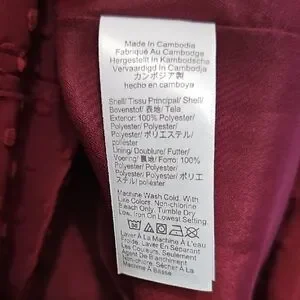 Made In Cambodia
Fabriqué Au Cambodge
Hergestellt In Kambodscha
Vervaardigd In Cambodja
カンボジア製
hecho en camboya
Shell/ Tissu Principal/ Shell/
Bovenstof/ 表地/ Tela
Exterior: 100% Polyester/
Polyester/ Polyester/
Polyester/ ポリエステル/
poliéster
Lining/ Doublure/ Futter/
Voering/ 裏地/ Forro: 100%
Polyester/ Polyester/
Polyester/ Polyester/ ポリエ
ステル/ poliéster
Machine Wash Cold, With
Like Colors. Non-chlorine
Bleach Only, Tumble Dry
Low, Iron On Lowest Setting.
Laver À La Machine À L'eau
Froide, Laver En Séparant
Les Couleurs, Eau De Javel
Non-chlore, Sécher À La
Machine À Basse